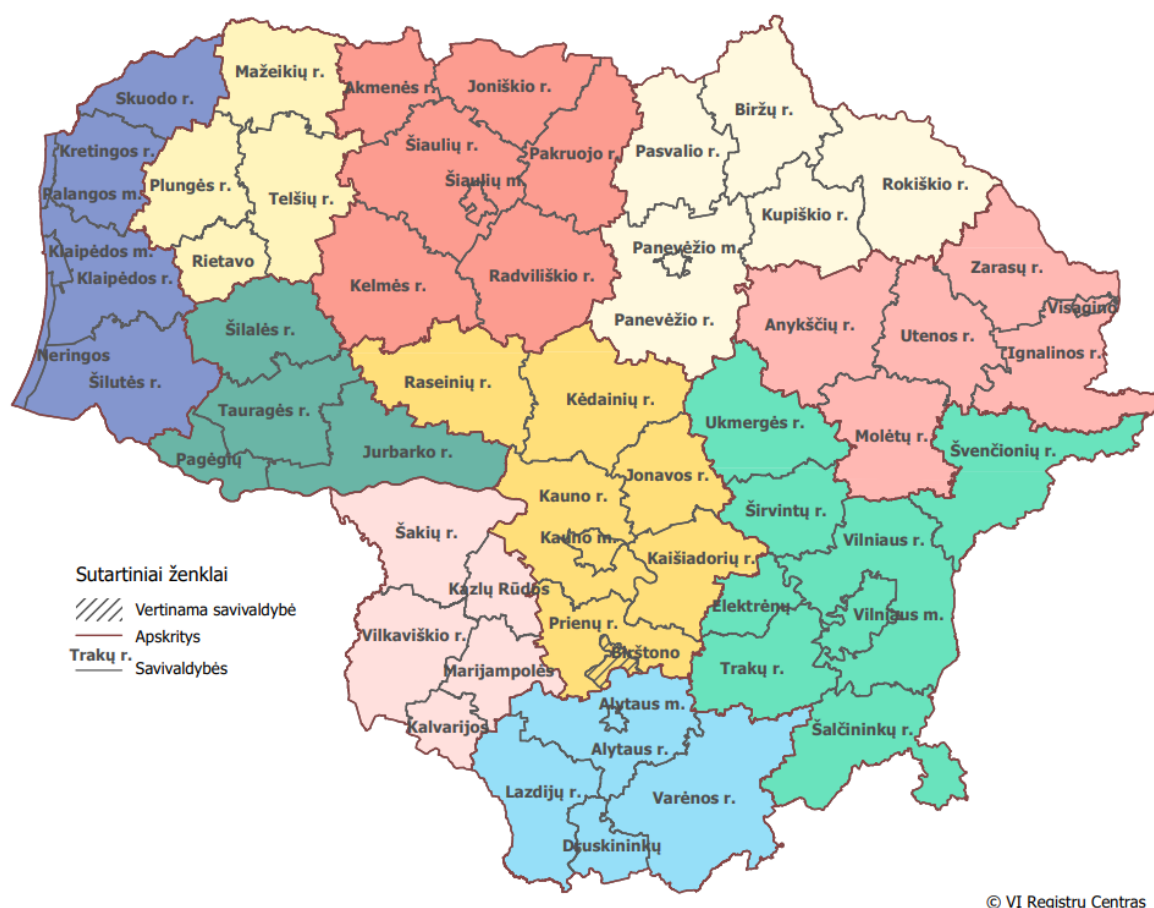 Mažeikių r.
Skuodo r.
Akmenės r.
Joniškio r.
Biržų r.
Kretingos r.
Šiaulių r.
Pakruojo r.
Pasvalio r.
Plungės r.
Palangos m.
Telšių r.
Šiaulių m.
Rokiškio r.
Kupiškio r.
Klaipėdos m.
Rietavo
Panevėžio m.
Klaipėdos r.
Kelmės r.
Radviliškio r.
Zarasų r.
Visagino
Šilalės r.
Panevėžio r.
Anykščių r.
Utenos r.
Ignalinos r.
Neringos
Šilutės r.
Raseinių r.
Kėdainių r.
Tauragės r.
Ukmergės r.
Molėtų r.
Švenčionių r.
Pagėgių
Jurbarko r.
Jonavos r.
Kauno r.
Širvintų r.
Šakių r.
Kauno m.
Kaišiadorių r.
Vilniaus r.
Kazlų Rūdos
Elektrėnų
Vilniaus m.
Prienų r.
Vilkaviškio r.
Birštono
Marijampolės
Trakų r.
Alytaus m.
Kalvarijos
Šalčininkų r.
Alytaus r.
Lazdijų r.
Varėnos r.
Druskininkų
Sutartiniai ženklai
Vertinama savivaldybė
Apskritys
Trakų r.
Savivaldybės
© VI Registrų Centras